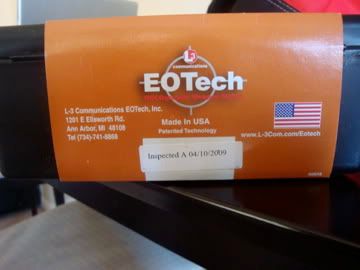 L3
communications
EOTech
L-3 Communications EOTech, Inc.
1201 E Ellsworth Rd.
Ann Arbor, MI 48108
Tel (734)-741-8868
Made in USA
Patented Technology
www.L-3Com.com/Eotech
Inspected A 04/10/2009